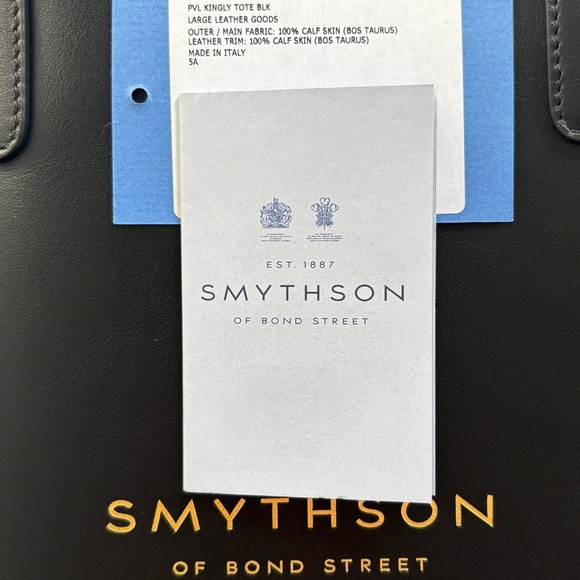 PVL KINGLY TOTE BLK
LARGE LEATHER GOODS
OUTER / MAIN FABRIC: 100% CALF SKIN (BOS TAURUS)
LEATHER TRIM: 100% CALF SKIN (BOS TAURUS)
MADE IN ITALY
5A
EST. 1887
SMYTHSON
OF BOND STREET
SMYTHSON
OF BOND STREET